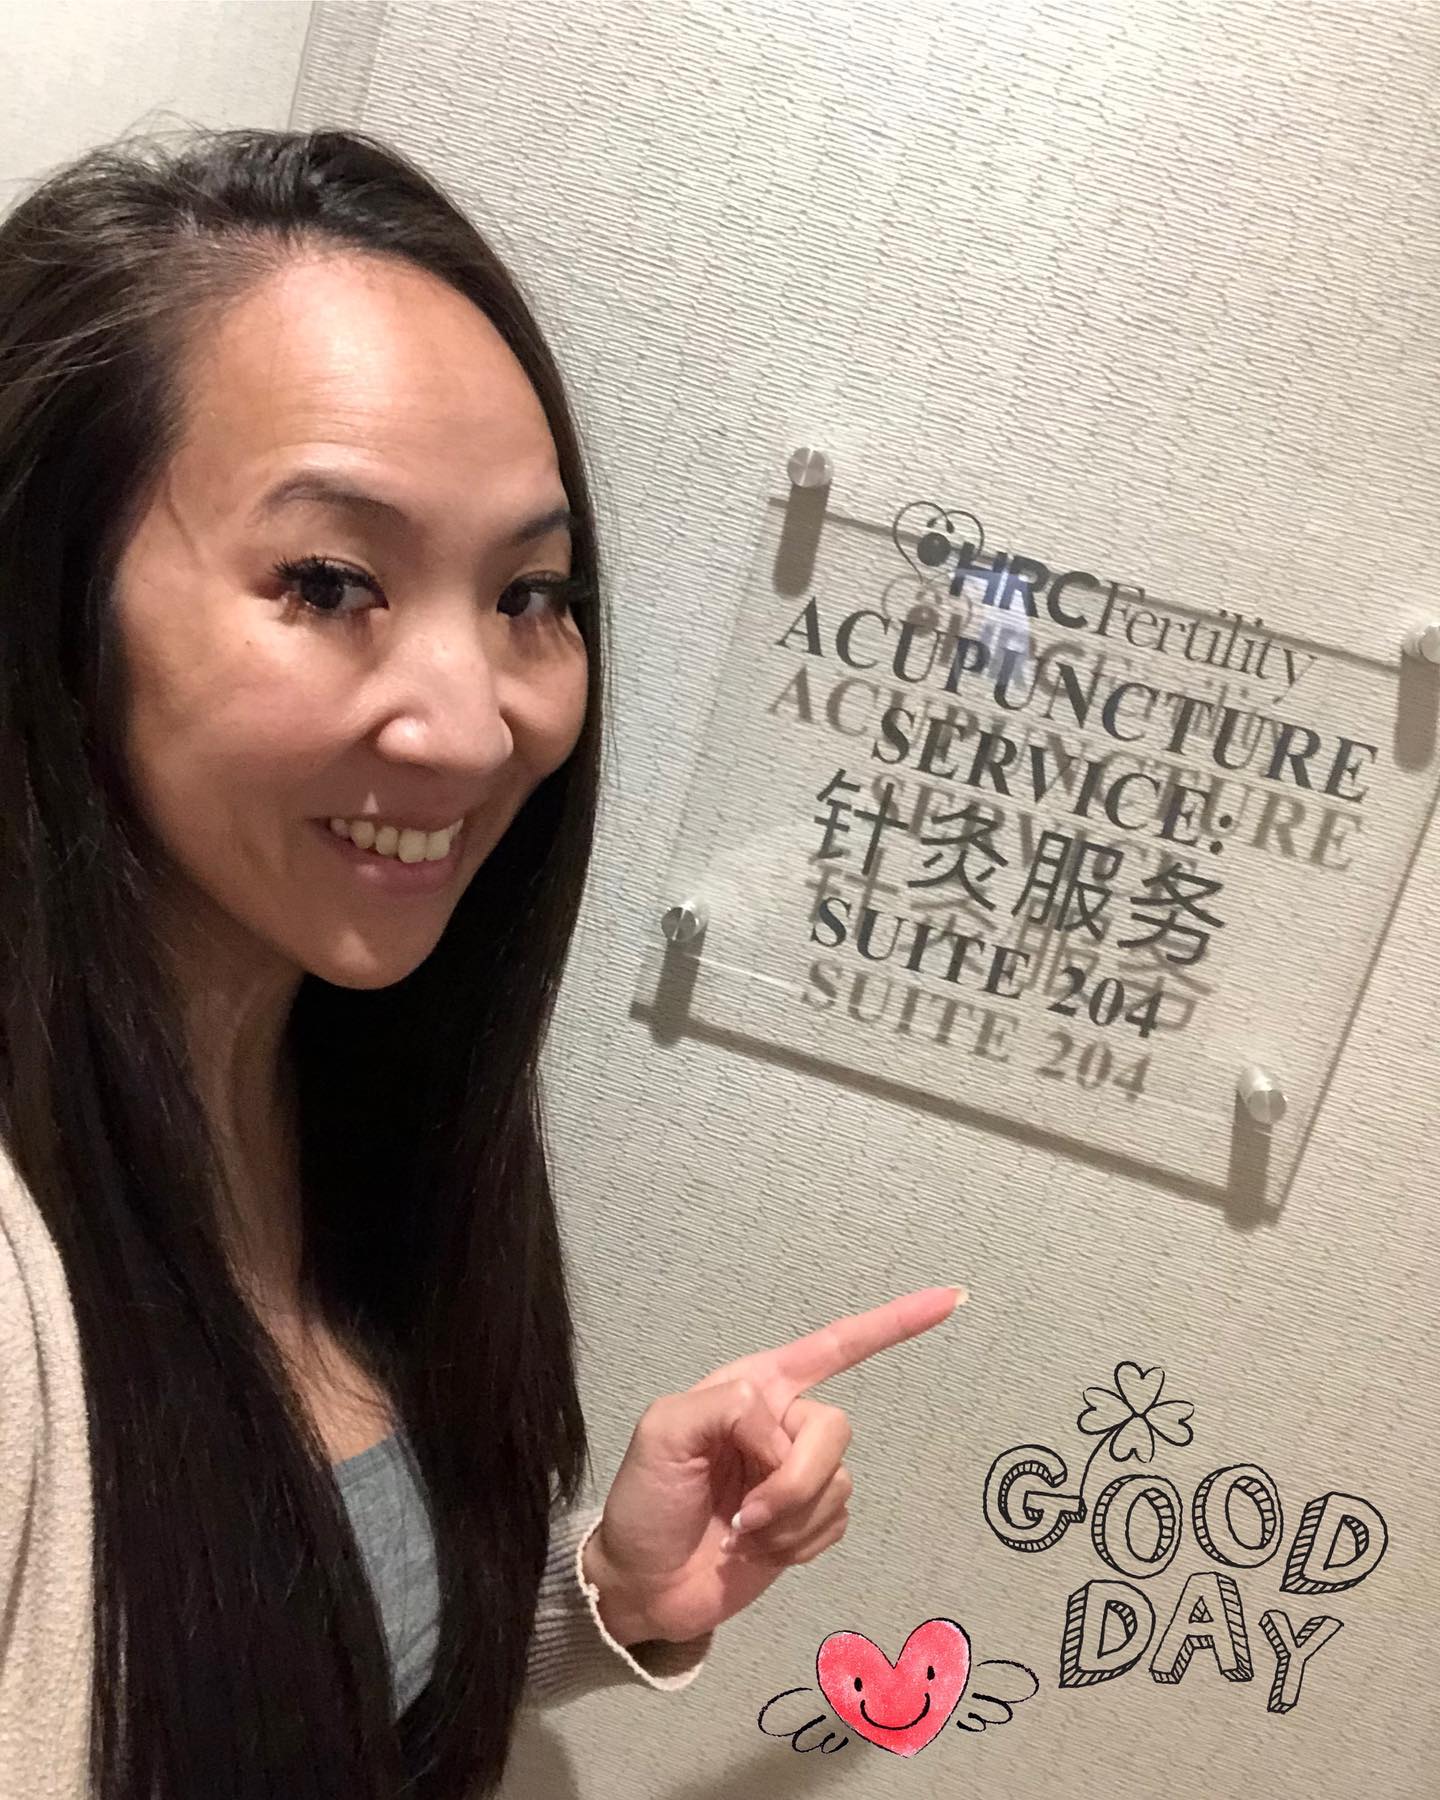 HRCFertility
ACUPUNCTURE
SERVICE:
针灸服务
SUITE 204
GOOD
DAY